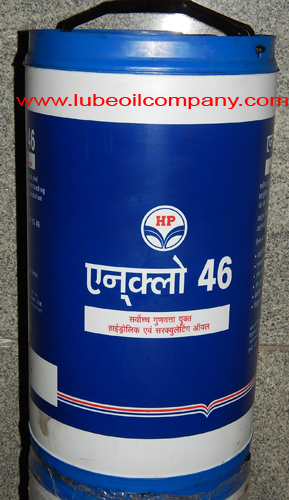 www.lubeoilcompany.com
HP
एन्क्लो 46
सर्वोच्च गुणवत्ता युक्त
हाईड्रोलिक एवं सरक्युलेटिंग ऑयल
46